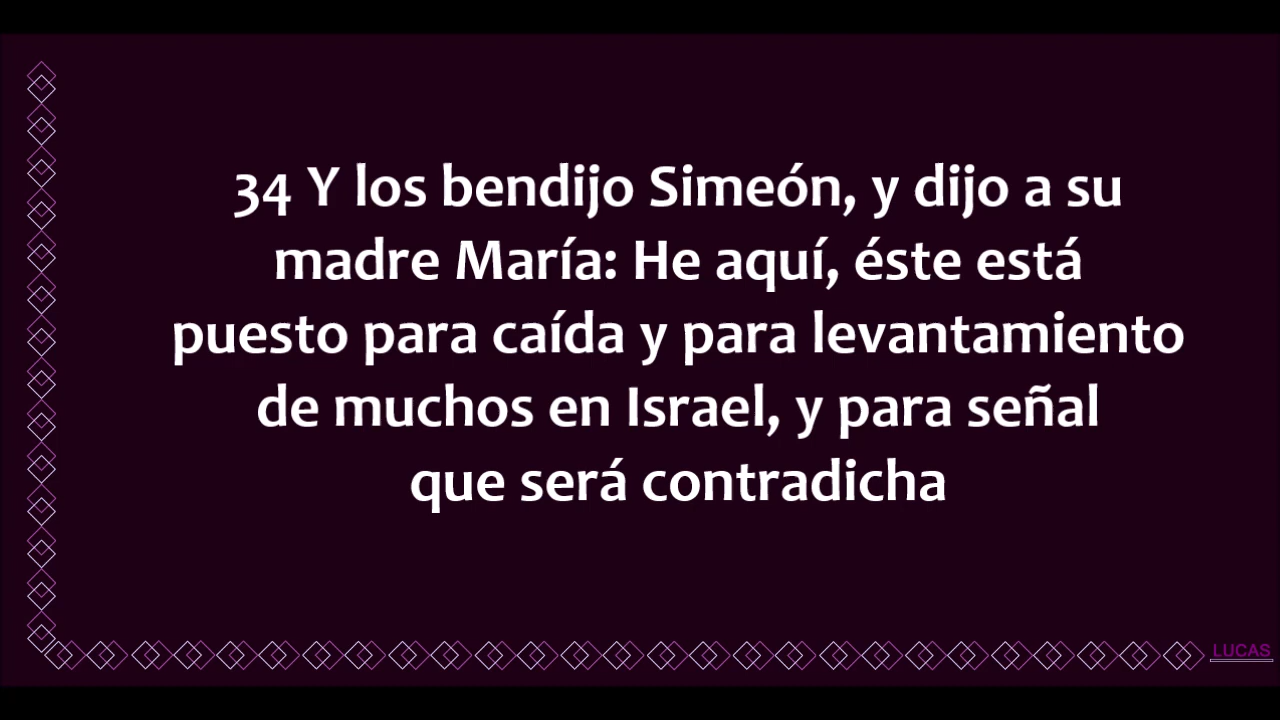 34 Y los bendijo Simeón, y dijo a su
madre María: He aquí, éste está
puesto para caída y para levantamiento
de muchos en Israel, y para señal
que será contradicha
LUCAS